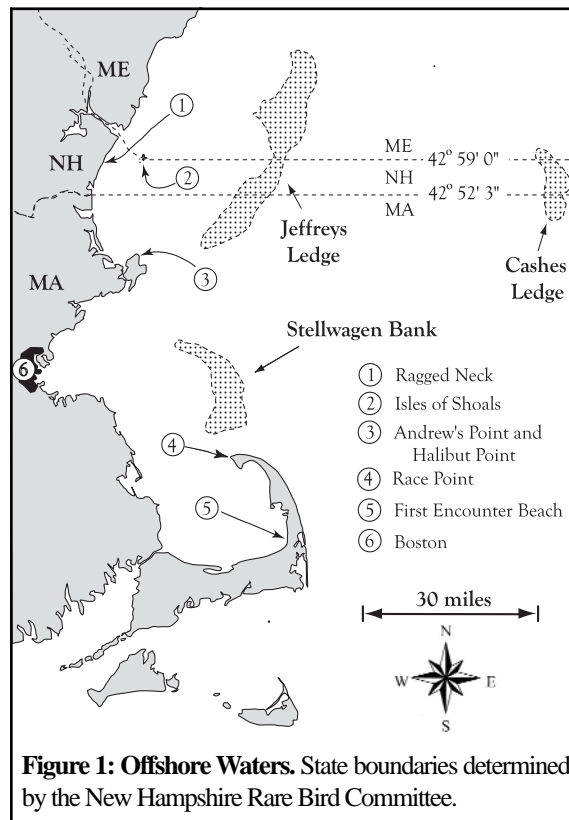 ME
①
NH
②
ME
42° 59' 0"
NH
42° 52' 3"
MA
Jeffreys
Ledge
③
Cashes
Ledge
MA
Stellwagen Bank
⑥
① Ragged Neck
② Isles of Shoals
③ Andrew's Point and
Halibut Point
④
④ Race Point
⑤
⑤ First Encounter Beach
⑥ Boston
30 miles
N
W E
S
Figure 1: Offshore Waters. State boundaries determined
by the New Hampshire Rare Bird Committee.